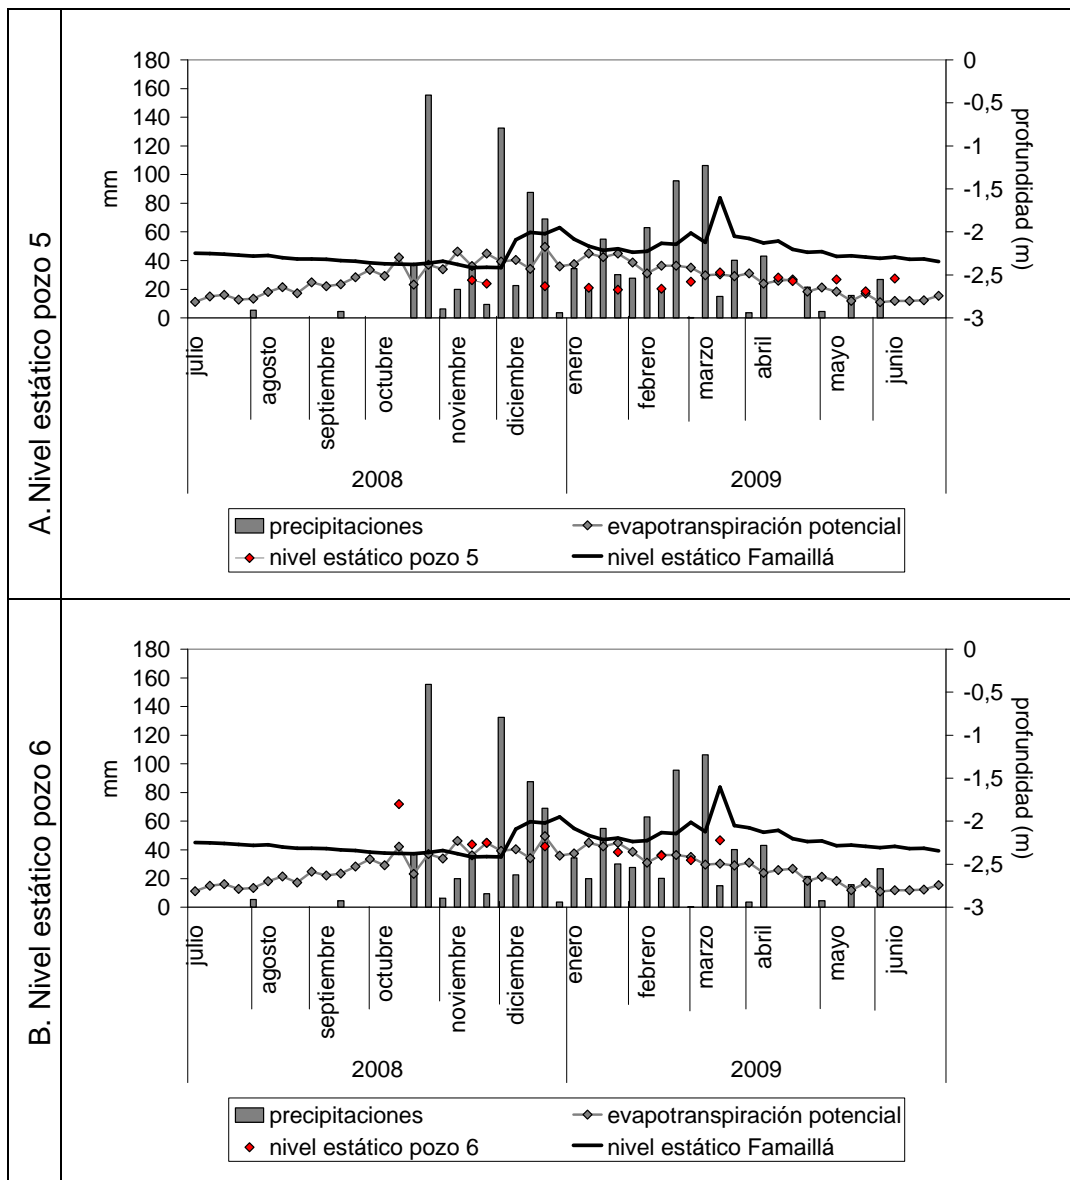 A. Nivel estático pozo 5
mm
180
160
140
120
100
80
60
40
20
0
0
-0,5
-1
-1,5
-2
-2,5
-3
profundidad (m)
julio
agosto
septiembre
octubre
noviembre
diciembre
enero
febrero
marzo
abril
mayo
junio
2008 2009
precipitaciones evapotranspiración potencial
nivel estático pozo 5 nivel estático Famaillá
B. Nivel estático pozo 6
mm
180
160
140
120
100
80
60
40
20
0
0
-0,5
-1
-1,5
-2
-2,5
-3
profundidad (m)
julio
agosto
septiembre
octubre
noviembre
diciembre
enero
febrero
marzo
abril
mayo
junio
2008 2009
precipitaciones evapotranspiración potencial
nivel estático pozo 6 nivel estático Famaillá